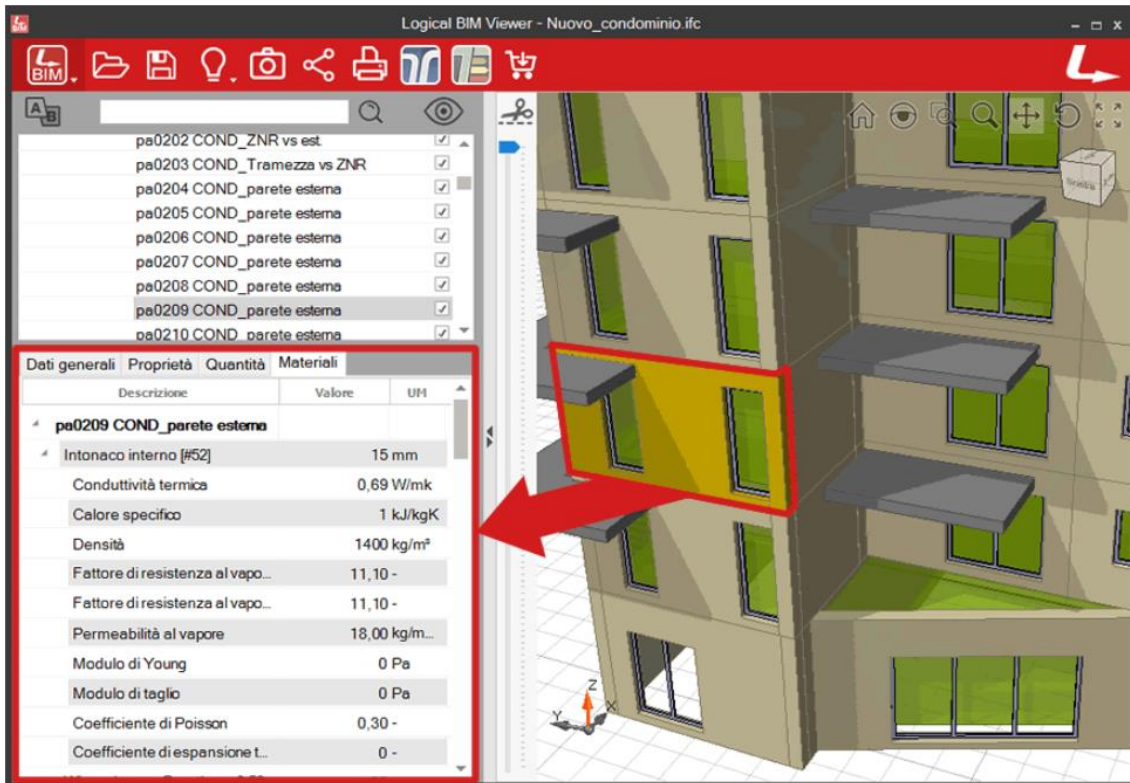 Logical BIM Viewer - Nuovo_condominio.ifc
BIM
A B
pa0202 COND_ZNR vs est
pa0203 COND_Tramezza vs ZNR
pa0204 COND_parete esterna
pa0205 COND_parete esterna
pa0206 COND_parete esterna
pa0207 COND_parete esterna
pa0208 COND_parete esterna
pa0209 COND_parete esterna
pa0210 COND_parete esterna
Dati generali Proprietà Quantità Materiali
Descrizione Valore UM
pa0209 COND_parete esterna
Intonaco interno [#52] 15 mm
Conduttività termica 0,69 W/mk
Calore specifico 1 kJ/kgK
Densità 1400 kg/m³
Fattore di resistenza al vapo... 11,10 -
Fattore di resistenza al vapo... 11,10 -
Permeabilità al vapore 18,00 kg/m...
Modulo di Young 0 Pa
Modulo di taglio 0 Pa
Coefficiente di Poisson 0,30 -
Coefficiente di espansione t... 0 -
Z
Y
X